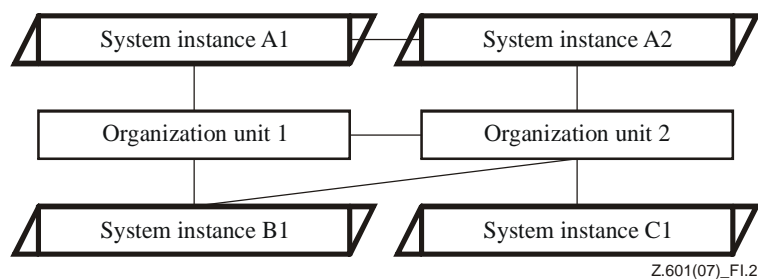 System instance A1
System instance A2
Organization unit 1
Organization unit 2
System instance B1
System instance C1
Z.601(07)_FI.2